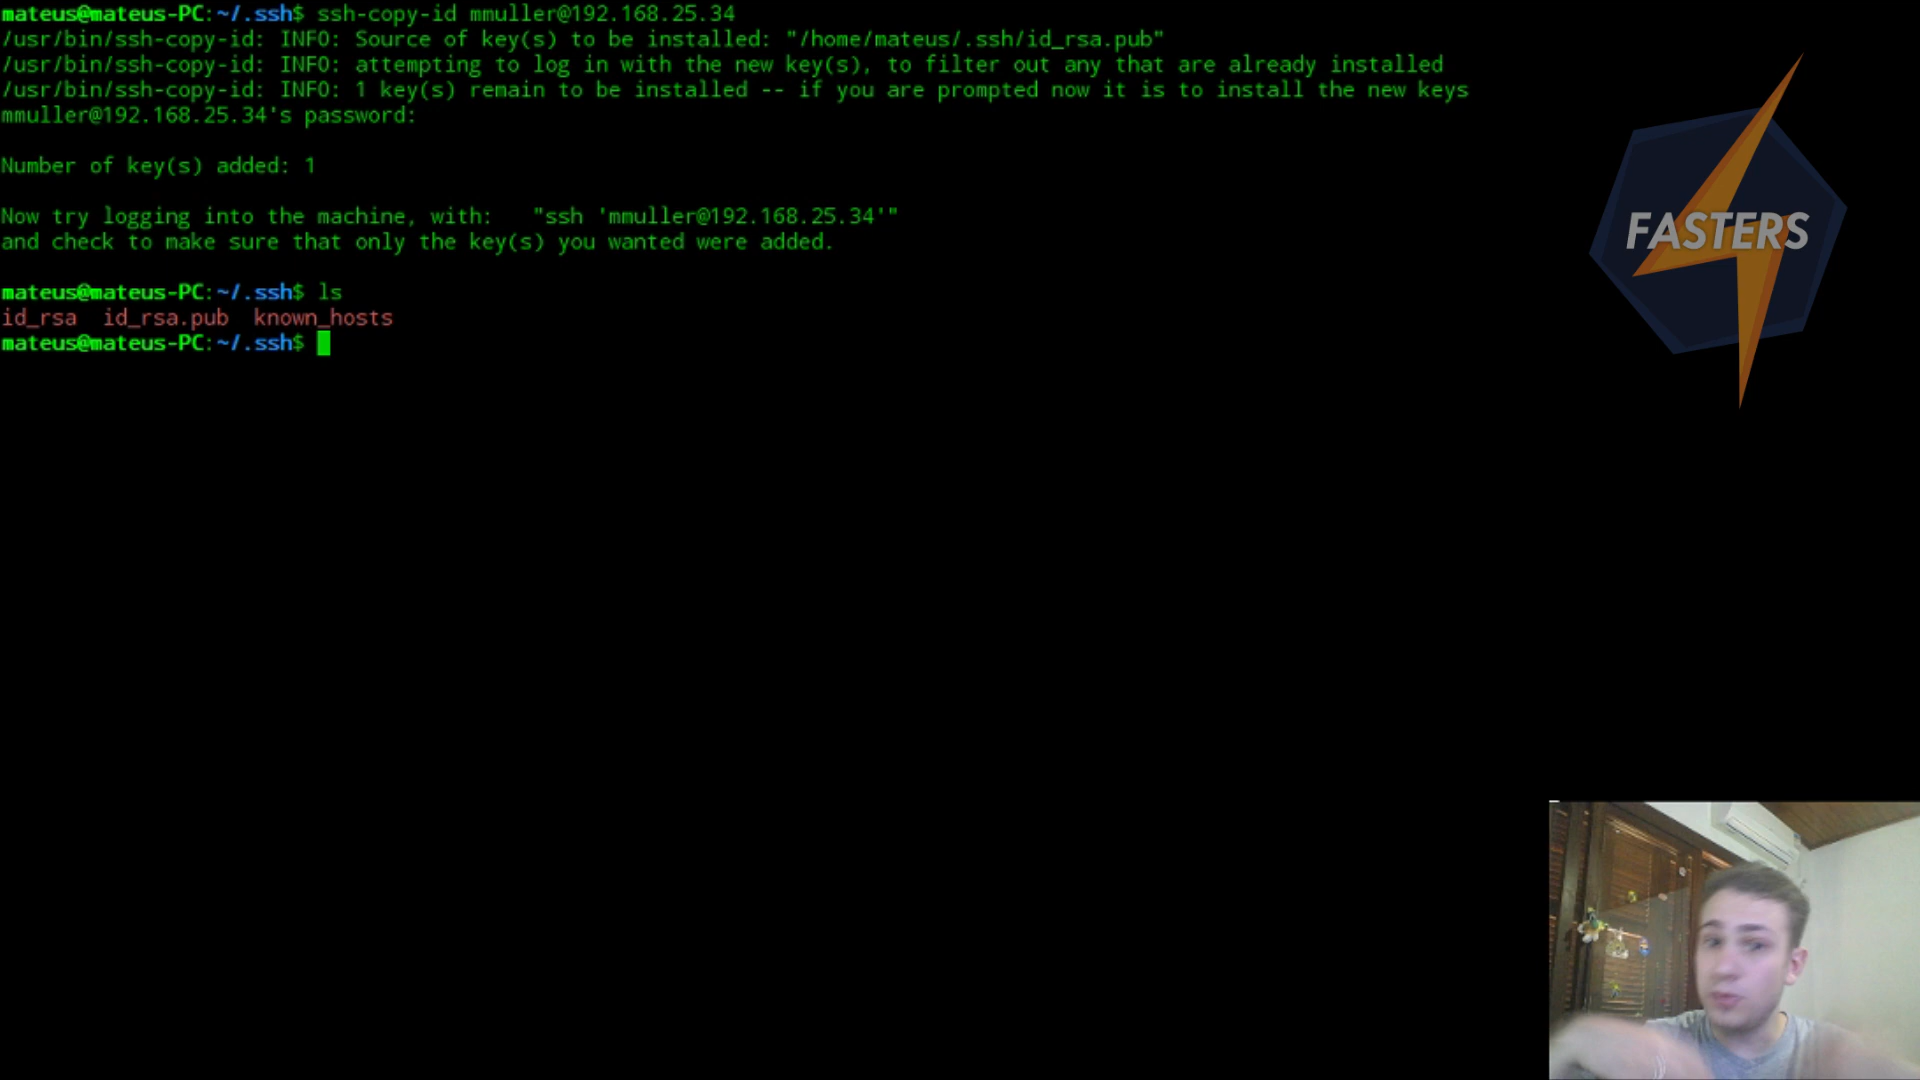 mateus@mateus-PC:~/.ssh$ ssh-copy-id mmuller@192.168.25.34
/usr/bin/ssh-copy-id: INFO: Source of key(s) to be installed: "/home/mateus/.ssh/id_rsa.pub"
/usr/bin/ssh-copy-id: INFO: attempting to log in with the new key(s), to filter out any that are already installed
/usr/bin/ssh-copy-id: INFO: 1 key(s) remain to be installed -- if you are prompted now it is to install the new keys
mmuller@192.168.25.34's password:
Number of key(s) added: 1
Now try logging into the machine, with:   "ssh 'mmuller@192.168.25.34'"
and check to make sure that only the key(s) you wanted were added.
mateus@mateus-PC:~/.ssh$ ls
id_rsa  id_rsa.pub  known_hosts
mateus@mateus-PC:~/.ssh$
FASTERS